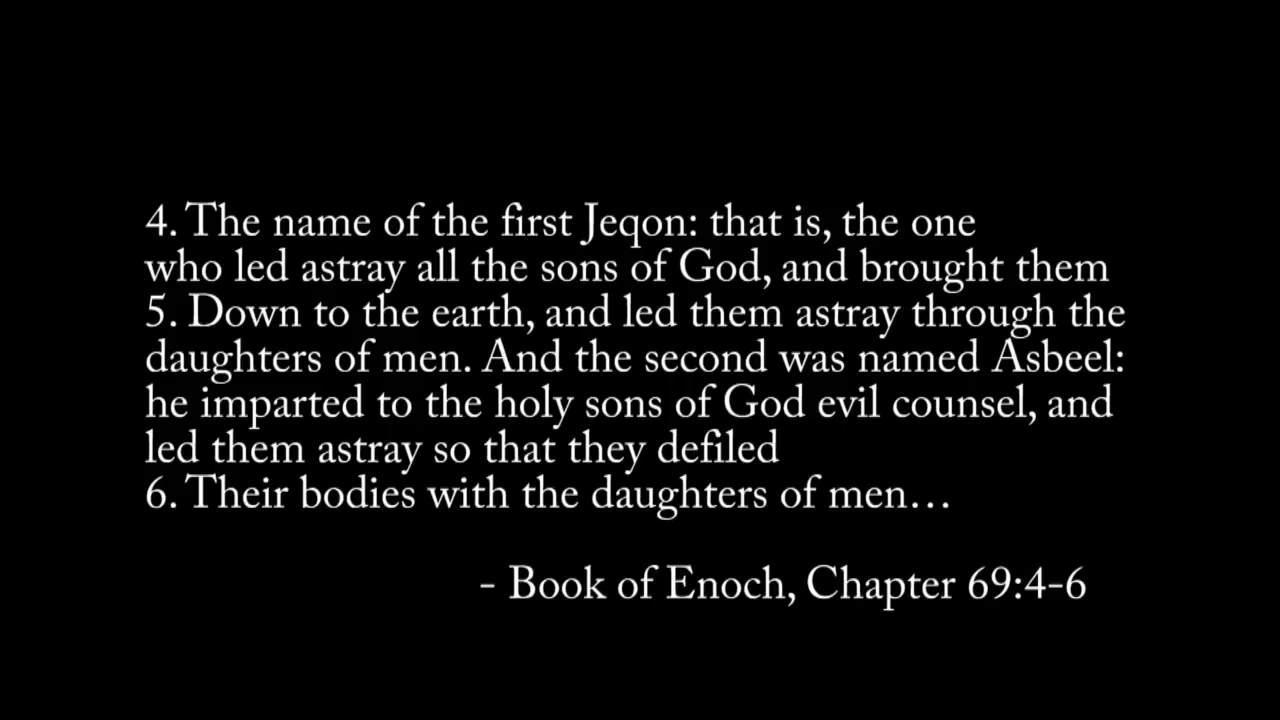 4. The name of the first Jeqon: that is, the one
who led astray all the sons of God, and brought them
5. Down to the earth, and led them astray through the
daughters of men. And the second was named Asbeel:
he imparted to the holy sons of God evil counsel, and
led them astray so that they defiled
6. Their bodies with the daughters of men…
- Book of Enoch, Chapter 69:4-6